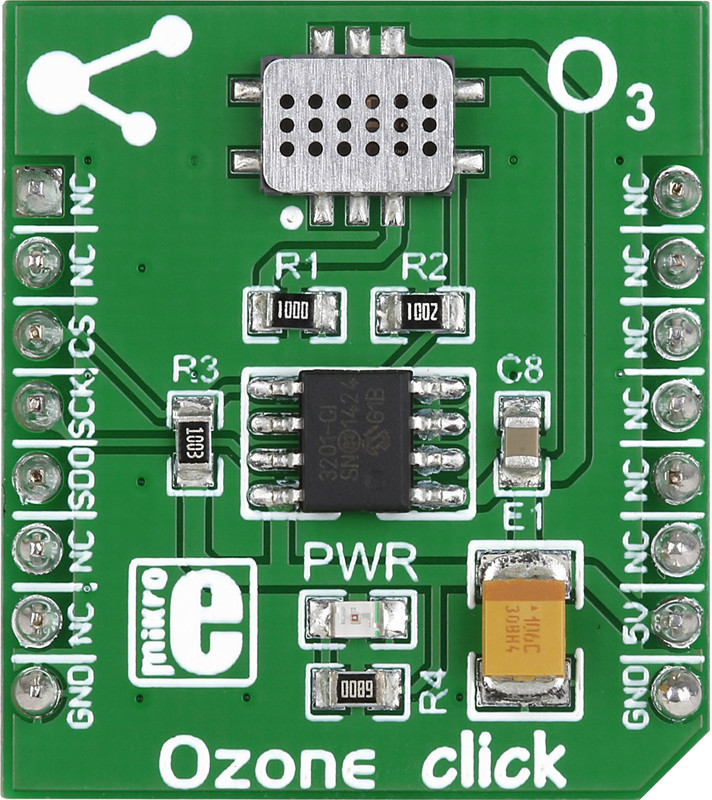 O3
NC
NC
CS
SCK
SDO
NC
NC
GND
NC
NC
NC
NC
NC
NC
5V
GND
R1
R2
1000
1002
R3
1003
3201-CI
SN e3 1424
G1B
C8
E1
PWR
mikro
e
106C
30BH4
0089
R4
Ozone click